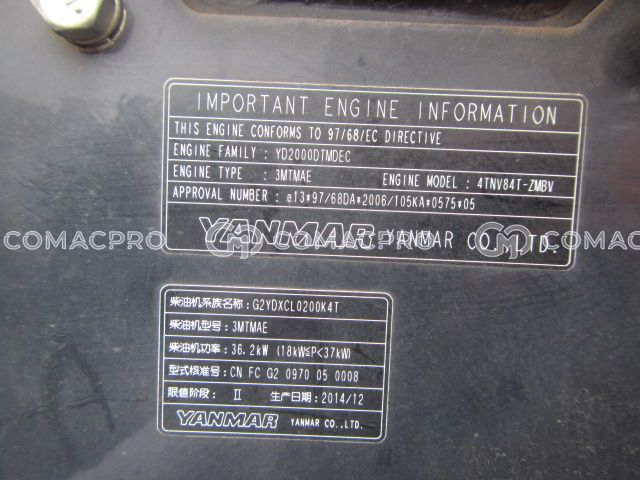 IMPORTANT ENGINE INFORMATION
THIS ENGINE CONFORMS TO 97/68/EC DIRECTIVE
ENGINE FAMILY : YD2000DTMDEC
ENGINE TYPE : 3MTMAE ENGINE MODEL : 4TNV84T-ZMBV
APPROVAL NUMBER : e13*97/68DA*2006/105KA*0575*05
YANMAR YANMAR CO.,LTD.
COMACPRO CM COMACPRO CM COMACPRO
柴油机系族名称: G2YDXCL0200K4T
柴油机型号: 3MTMAE
柴油机功率: 36.2kW (18kW≦P<37kW)
型式核准号: CN FC G2 0970 05 0008
限值阶段: Ⅱ 生产日期: 2014/12
YANMAR YANMAR CO.,LTD.